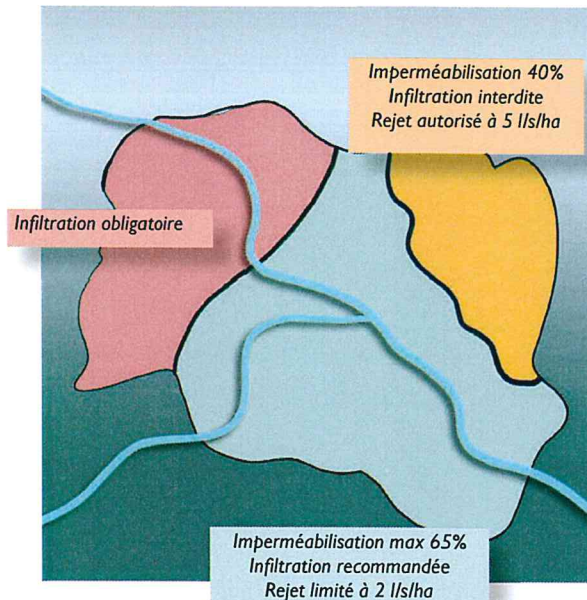 Imperméabilisation 40%
Infiltration interdite
Rejet autorisé à 5 l/s/ha
Infiltration obligatoire
Imperméabilisation max 65%
Infiltration recommandée
Rejet limité à 2 l/s/ha